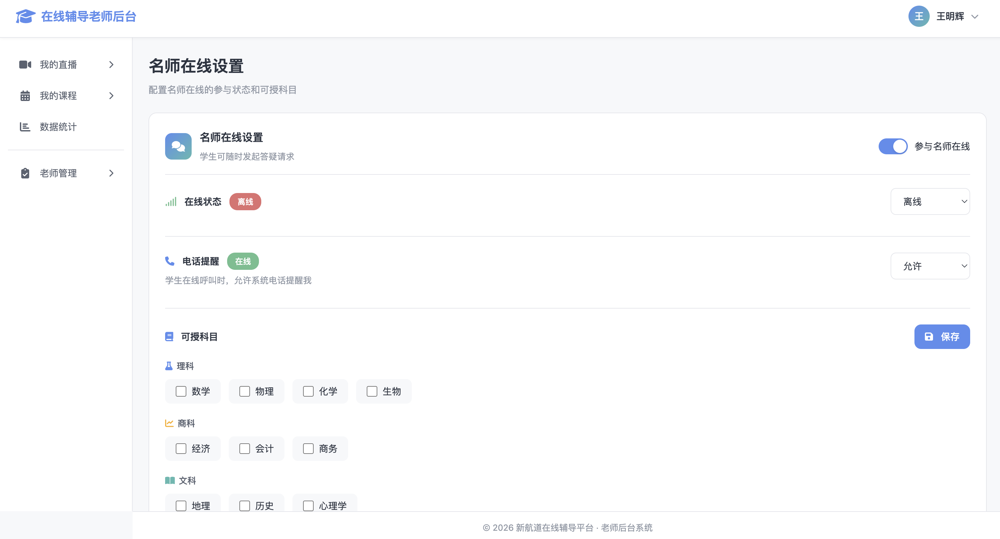 在线辅导老师后台
王 王明辉
我的直播
我的课程
数据统计
老师管理
名师在线设置
配置名师在线的参与状态和可授科目
名师在线设置
学生可随时发起答疑请求
参与名师在线
在线状态 离线
离线
电话提醒 在线
学生在线呼叫时，允许系统电话提醒我
允许
可授科目
保存
理科
数学 物理 化学 生物
商科
经济 会计 商务
文科
地理 历史 心理学
© 2026 新航道在线辅导平台 · 老师后台系统